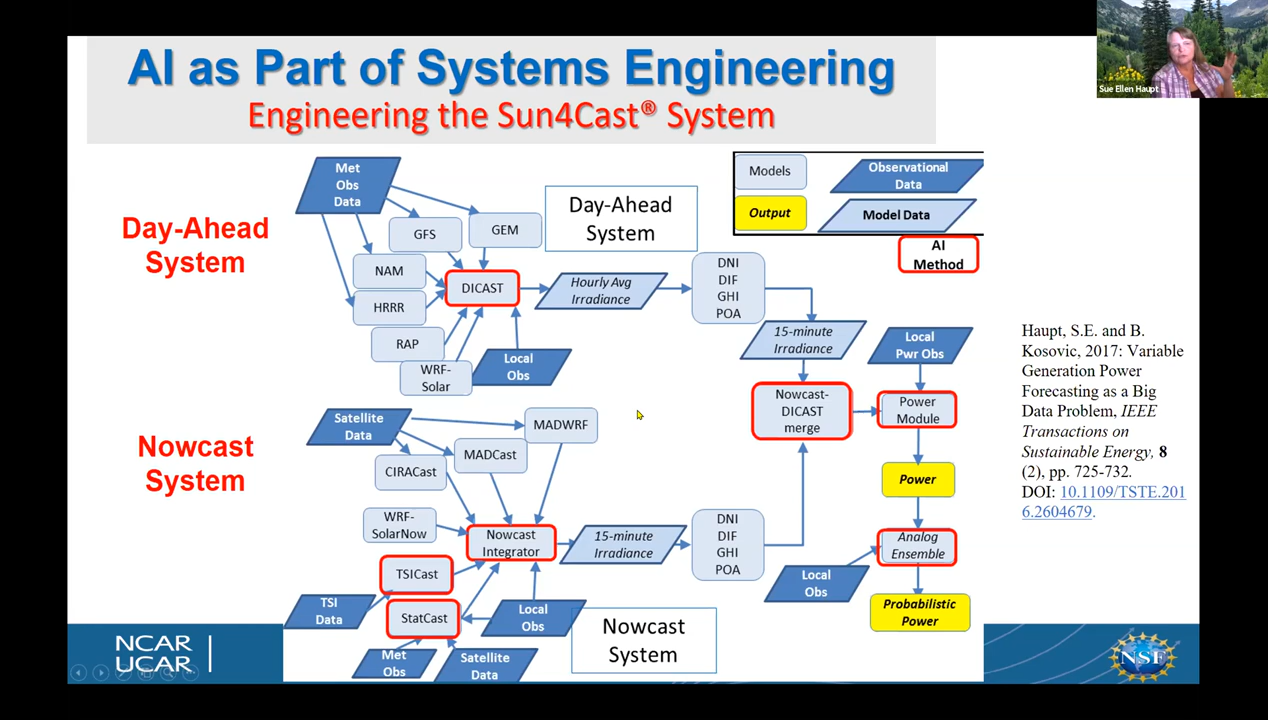 AI as Part of Systems Engineering
Engineering the Sun4Cast® System
Sue Ellen Haupt
Day-Ahead
System
Met
Obs
Data
GFS
GEM
NAM
HRRR
RAP
WRF-
Solar
DICAST
Local
Obs
Day-Ahead
System
Hourly Avg
Irradiance
DNI
DIF
GHI
POA
15-minute
Irradiance
Models
Observational
Data
Output
Model Data
AI
Method
Local
Pwr Obs
Nowcast-
DICAST
merge
Power
Module
Power
Analog
Ensemble
Local
Obs
Probabilistic
Power
Nowcast
System
Satellite
Data
MADWRF
MADCast
CIRACast
WRF-
SolarNow
Nowcast
Integrator
TSICast
TSI
Data
StatCast
Met
Obs
Satellite
Data
Local
Obs
15-minute
Irradiance
DNI
DIF
GHI
POA
Nowcast
System
Haupt, S.E. and B.
Kosovic, 2017: Variable
Generation Power
Forecasting as a Big
Data Problem, IEEE
Transactions on
Sustainable Energy, 8
(2), pp. 725-732.
DOI: 10.1109/TSTE.201
6.2604679.
NCAR
UCAR
NSF